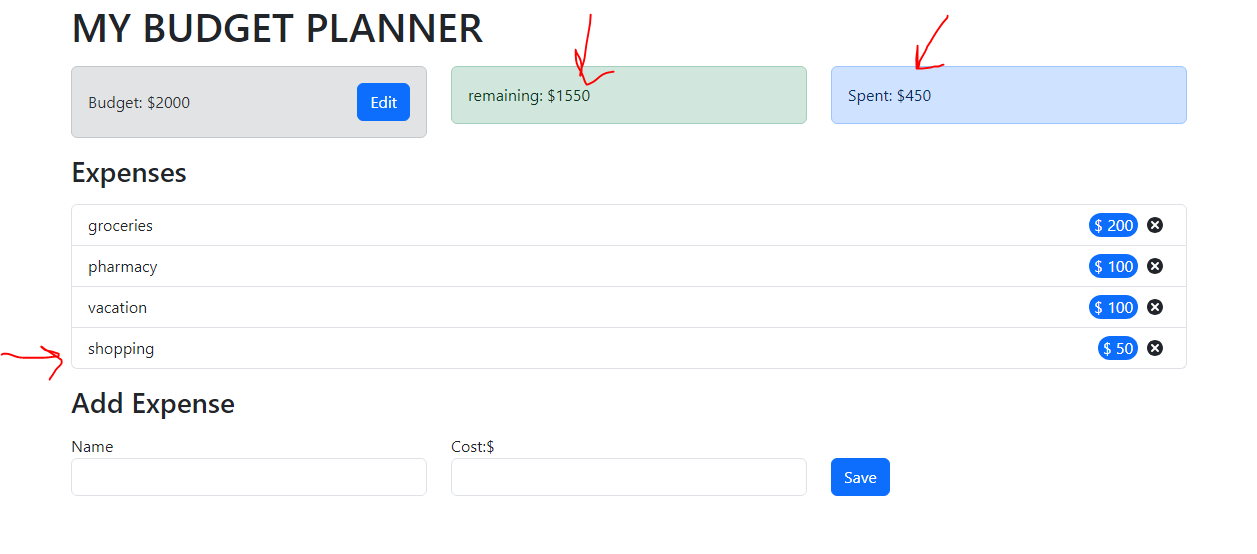 MY BUDGET PLANNER
Budget: $2000 Edit remaining: $1550 Spent: $450
Expenses
groceries $ 200
pharmacy $ 100
vacation $ 100
shopping $ 50
Add Expense
Name Cost:$
Save